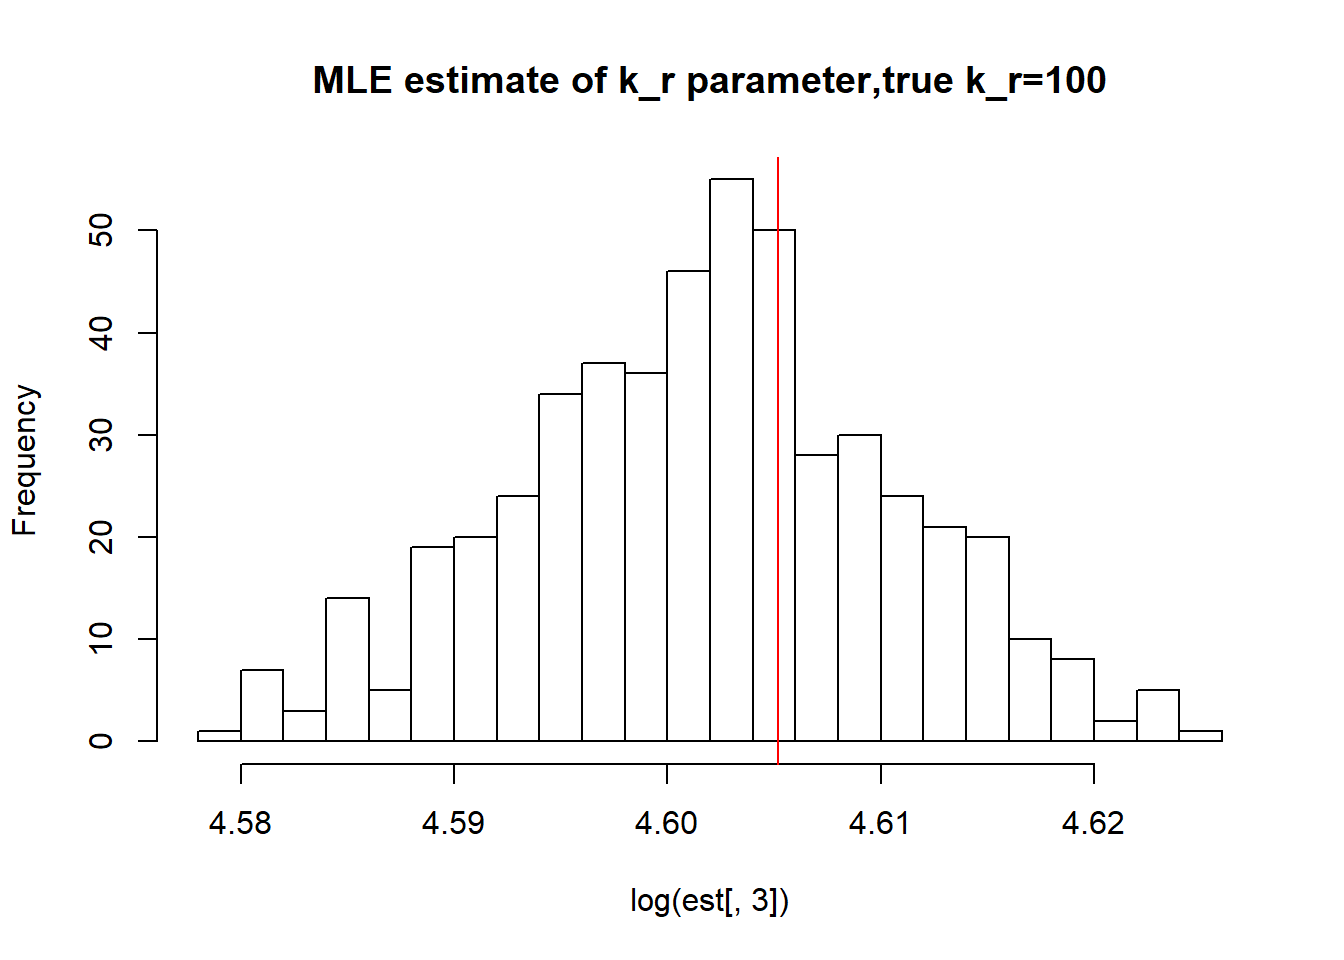 MLE estimate of k_r parameter,true k_r=100
Frequency
50
40
30
20
10
0
4.58 4.59 4.60 4.61 4.62
log(est[, 3])